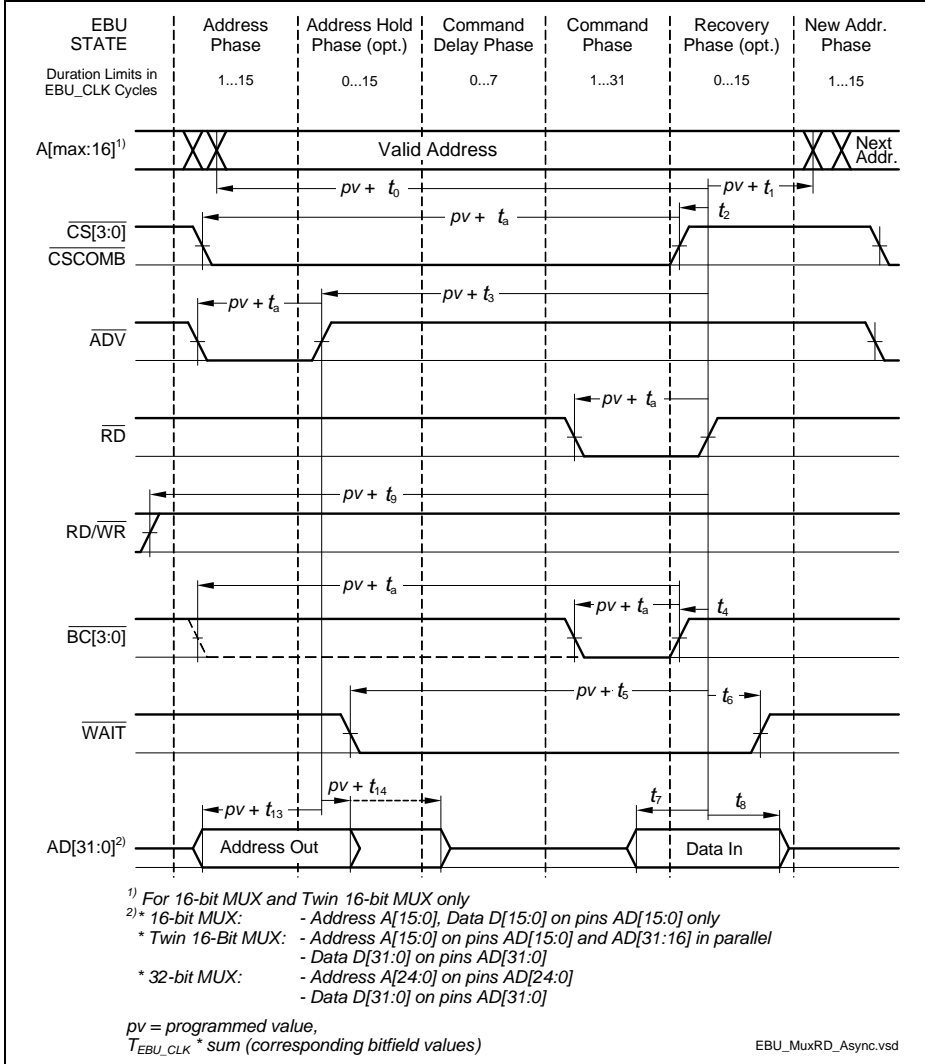 EBU STATE Address Phase Address Hold Phase (opt.) Command Delay Phase Command Phase Recovery Phase (opt.) New Addr. Phase
Duration Limits in EBU_CLK Cycles 1...15 0...15 0...7 1...31 0...15 1...15
A[max:16]1) Valid Address Next Addr.
pv + t0 pv + t1
pv + ta t2
CS[3:0]
CSCOMB
pv + ta pv + t3
ADV
pv + ta
RD
pv + t9
RD/WR
pv + ta
pv + ta t4
BC[3:0]
pv + t5 t6
WAIT
pv + t14
pv + t13 t7 t8
AD[31:0]2) Address Out Data In
1) For 16-bit MUX and Twin 16-bit MUX only
2)* 16-bit MUX: - Address A[15:0], Data D[15:0] on pins AD[15:0] only
* Twin 16-Bit MUX: - Address A[15:0] on pins AD[15:0] and AD[31:16] in parallel
- Data D[31:0] on pins AD[31:0]
* 32-bit MUX: - Address A[24:0] on pins AD[24:0]
- Data D[31:0] on pins AD[31:0]
pv = programmed value,
TEBU_CLK * sum (corresponding bitfield values) EBU_MuxRD_Async.vsd